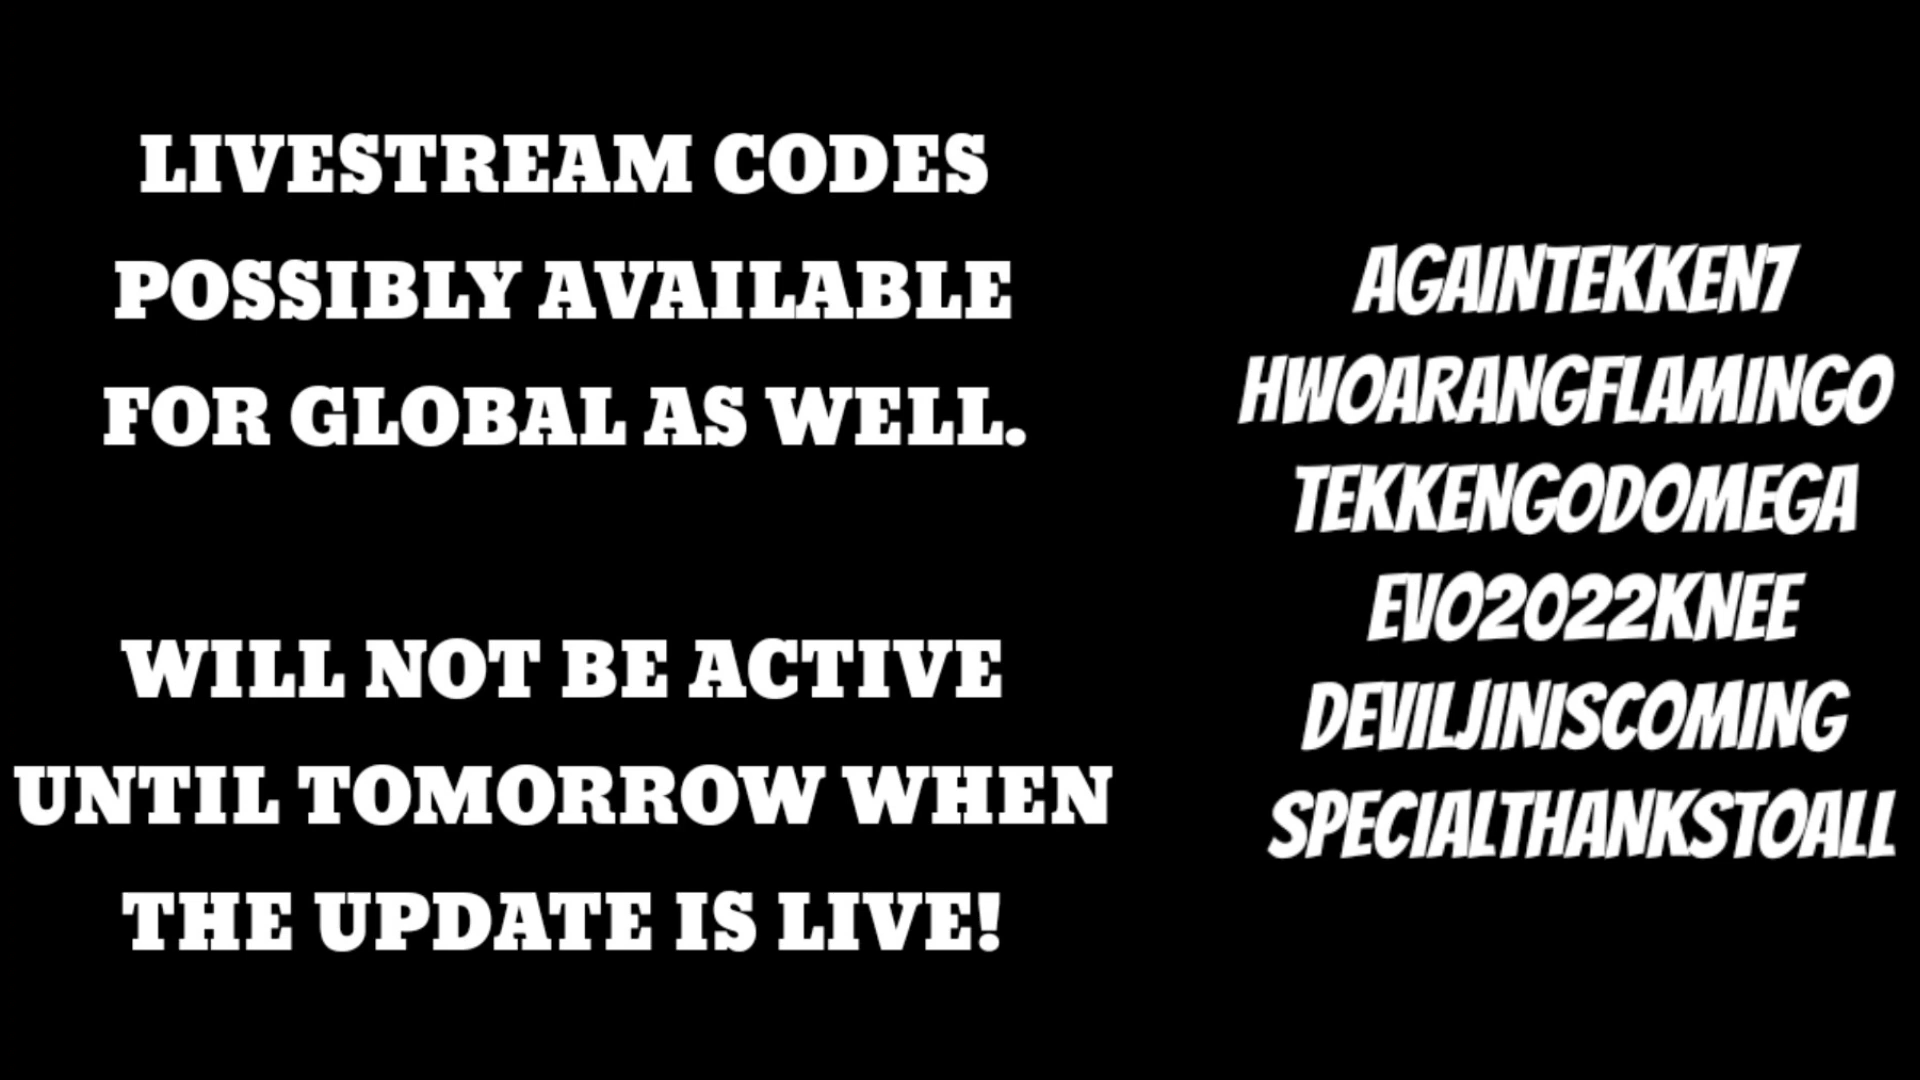 LIVESTREAM CODES
POSSIBLY AVAILABLE
FOR GLOBAL AS WELL.
WILL NOT BE ACTIVE
UNTIL TOMORROW WHEN
THE UPDATE IS LIVE!
AGAINTEKKEN7
HWOARANGFLAMINGO
TEKKENGODOMEGA
EVO2022KNEE
DEVILJINISCOMING
SPECIALTHANKSTOALL